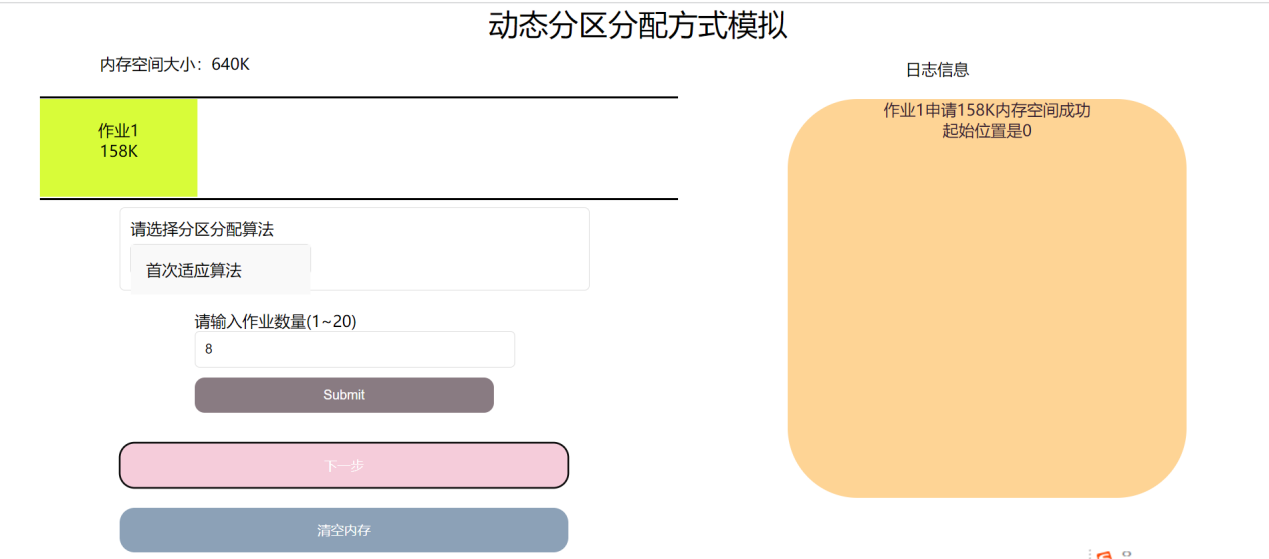 动态分区分配方式模拟
内存空间大小：640K
日志信息
作业1
158K
作业1申请158K内存空间成功
起始位置是0
请选择分区分配算法
首次适应算法
请输入作业数量(1~20)
8
Submit
下一步
清空内存